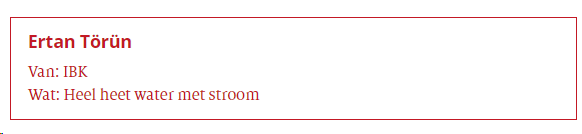 Ertan Törün
Van: IBK
Wat: Heel heet water met stroom